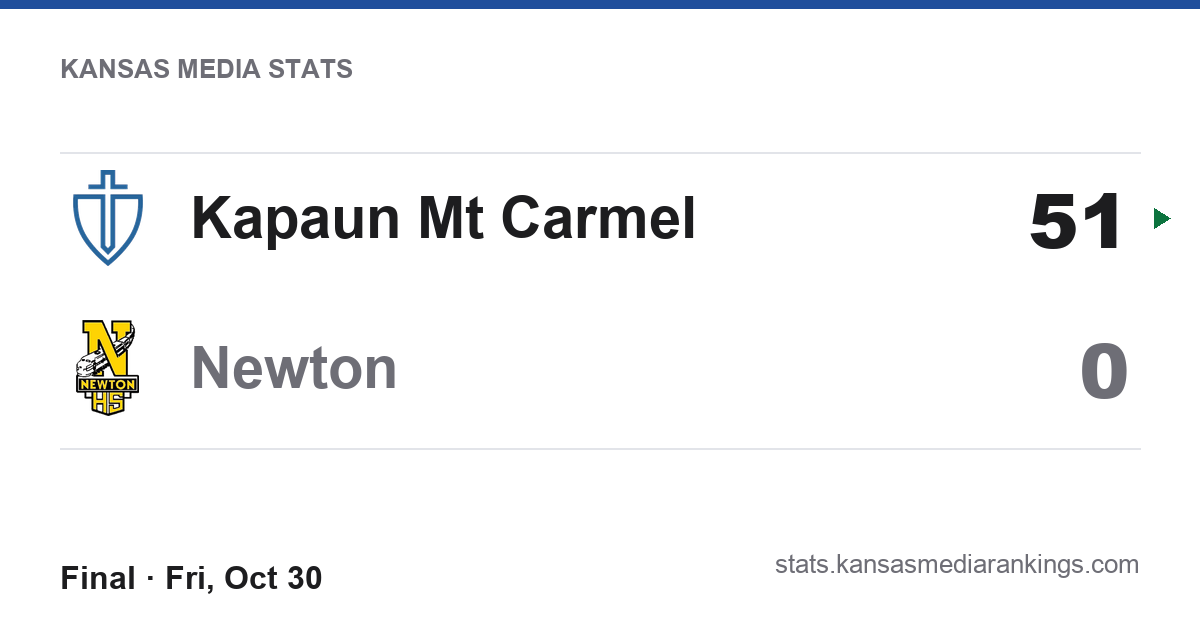 KANSAS MEDIA STATS
Kapaun Mt Carmel 51
N
NEWTON
HS
Newton 0
Final · Fri, Oct 30
stats.kansasmediarankings.com